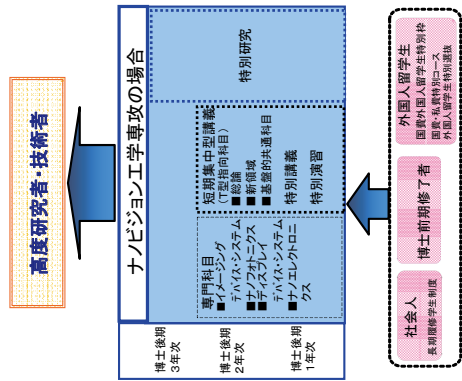 高度研究者・技術者
ナノビジョン工学専攻の場合
博士後期
3年次
博士後期
2年次
博士後期
1年次
専門科目
■イメージング
デバイス・システム
■ナノフォトニクス
■ディスプレイ
デバイス・システム
■ナノエレクトロニ
クス
短期集中型講義
(T型指向科目)
■総論
■新領域
■基盤的共通科目
特別講義
特別演習
特別研究
社会人
長期履修学生制度
博士前期修了者
外国人留学生
国費外国人留学生特別枠
国費・私費特別コース
外国人留学生特別選抜